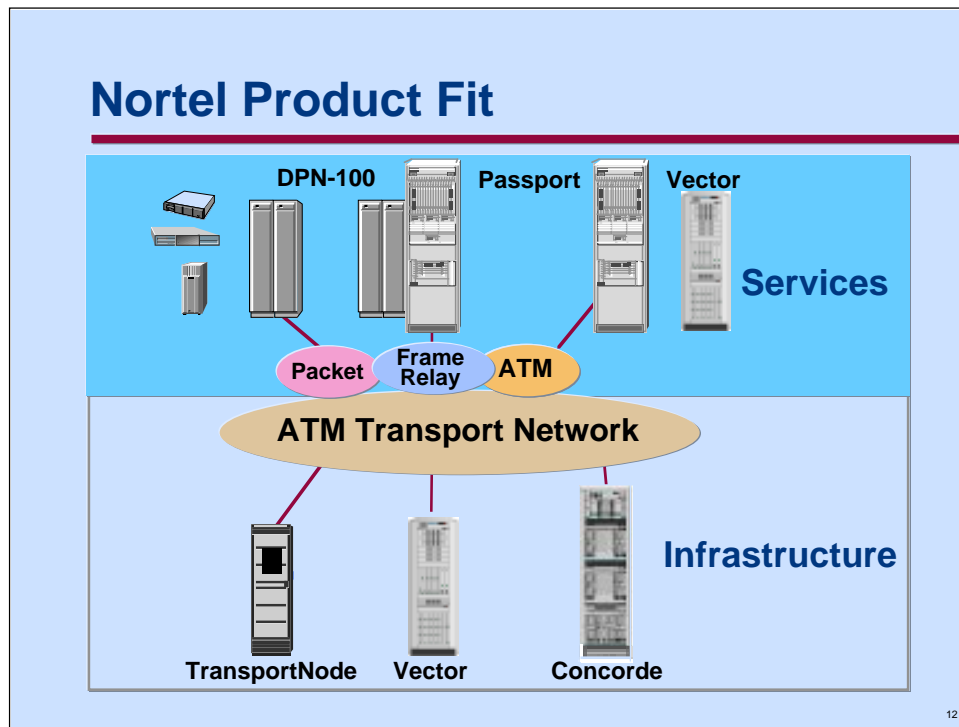 Nortel Product Fit
DPN-100
Passport
Vector
Services
Packet
Frame
Relay
ATM
ATM Transport Network
Infrastructure
TransportNode
Vector
Concorde
12